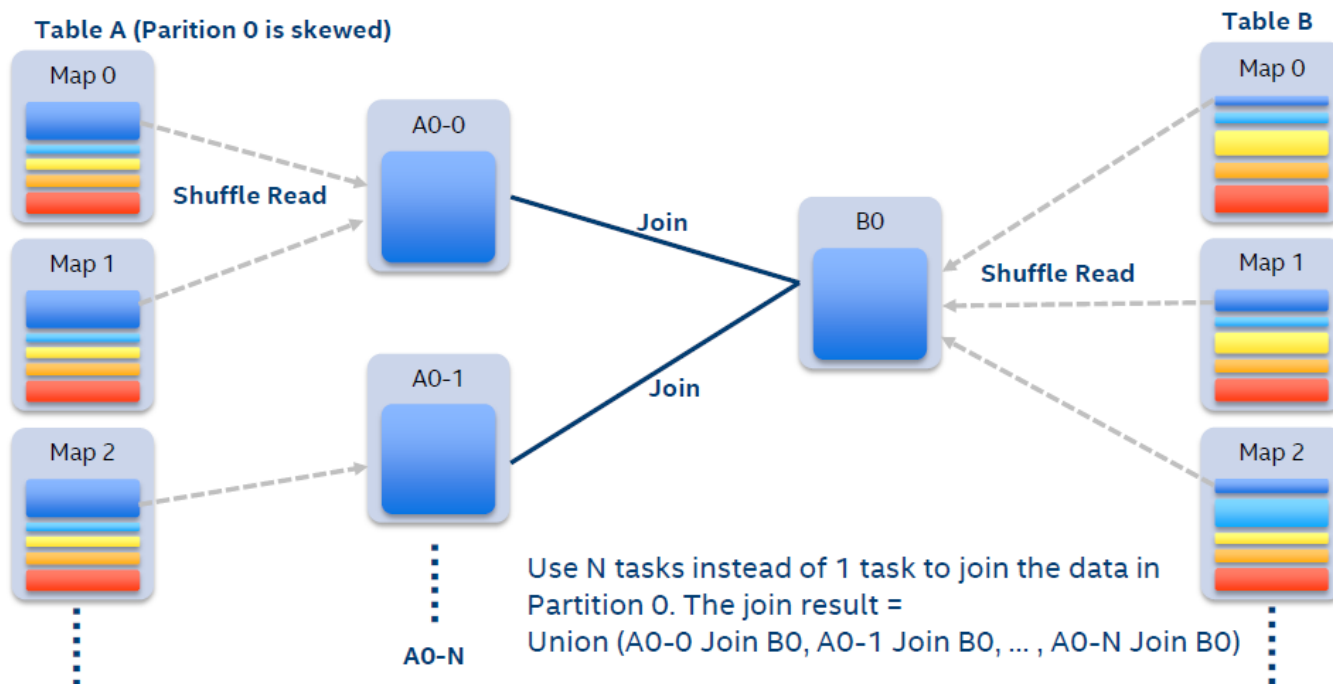 Table A (Parition 0 is skewed)
Table B
Map 0
Map 0
A0-0
Shuffle Read
Join
B0
Map 1
Map 1
Shuffle Read
A0-1
Join
Map 2
Map 2
Use N tasks instead of 1 task to join the data in
Partition 0. The join result =
Union (A0-0 Join B0, A0-1 Join B0, ... , A0-N Join B0)
A0-N